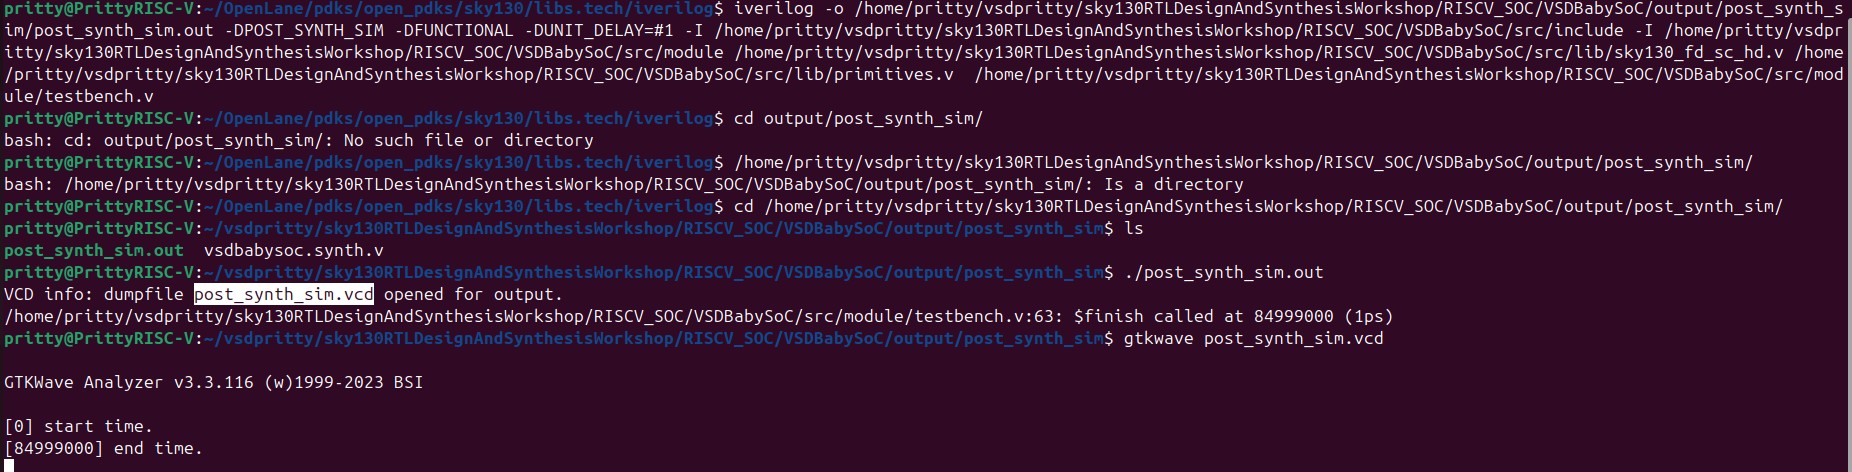 pritty@PrittyRISC-V:~/OpenLane/pdks/open_pdks/sky130/libs.tech/iverilog$ iverilog -o /home/pritty/vsdpritty/sky130RTLDesignAndSynthesisWorkshop/RISCV_SOC/VSDBabySoC/output/post_synth_s
im/post_synth_sim.out -DPOST_SYNTH_SIM -DFUNCTIONAL -DUNIT_DELAY=#1 -I /home/pritty/vsdpritty/sky130RTLDesignAndSynthesisWorkshop/RISCV_SOC/VSDBabySoC/src/include -I /home/pritty/vsdpr
itty/sky130RTLDesignAndSynthesisWorkshop/RISCV_SOC/VSDBabySoC/src/module /home/pritty/vsdpritty/sky130RTLDesignAndSynthesisWorkshop/RISCV_SOC/VSDBabySoC/src/lib/sky130_fd_sc_hd.v /home
/pritty/vsdpritty/sky130RTLDesignAndSynthesisWorkshop/RISCV_SOC/VSDBabySoC/src/lib/primitives.v  /home/pritty/vsdpritty/sky130RTLDesignAndSynthesisWorkshop/RISCV_SOC/VSDBabySoC/src/mod
ule/testbench.v
pritty@PrittyRISC-V:~/OpenLane/pdks/open_pdks/sky130/libs.tech/iverilog$ cd output/post_synth_sim/
bash: cd: output/post_synth_sim/: No such file or directory
pritty@PrittyRISC-V:~/OpenLane/pdks/open_pdks/sky130/libs.tech/iverilog$ /home/pritty/vsdpritty/sky130RTLDesignAndSynthesisWorkshop/RISCV_SOC/VSDBabySoC/output/post_synth_sim/
bash: /home/pritty/vsdpritty/sky130RTLDesignAndSynthesisWorkshop/RISCV_SOC/VSDBabySoC/output/post_synth_sim/: Is a directory
pritty@PrittyRISC-V:~/OpenLane/pdks/open_pdks/sky130/libs.tech/iverilog$ cd /home/pritty/vsdpritty/sky130RTLDesignAndSynthesisWorkshop/RISCV_SOC/VSDBabySoC/output/post_synth_sim/
pritty@PrittyRISC-V:~/vsdpritty/sky130RTLDesignAndSynthesisWorkshop/RISCV_SOC/VSDBabySoC/output/post_synth_sim$ ls
post_synth_sim.out  vsdbabysoc.synth.v
pritty@PrittyRISC-V:~/vsdpritty/sky130RTLDesignAndSynthesisWorkshop/RISCV_SOC/VSDBabySoC/output/post_synth_sim$ ./post_synth_sim.out
VCD info: dumpfile post_synth_sim.vcd opened for output.
/home/pritty/vsdpritty/sky130RTLDesignAndSynthesisWorkshop/RISCV_SOC/VSDBabySoC/src/module/testbench.v:63: $finish called at 84999000 (1ps)
pritty@PrittyRISC-V:~/vsdpritty/sky130RTLDesignAndSynthesisWorkshop/RISCV_SOC/VSDBabySoC/output/post_synth_sim$ gtkwave post_synth_sim.vcd
GTKWave Analyzer v3.3.116 (w)1999-2023 BSI
[0] start time.
[84999000] end time.